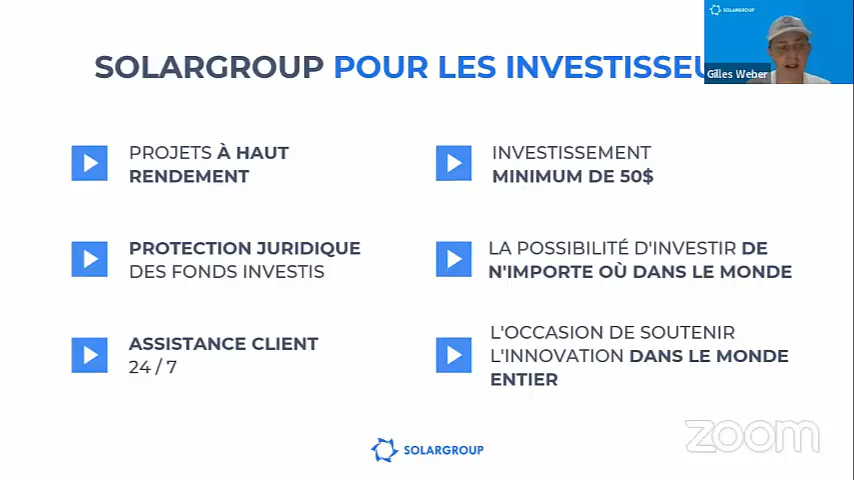 SOLARGROUP
SOLARGROUP POUR LES INVESTISSEU
Gilles Weber
PROJETS À HAUT
RENDEMENT
INVESTISSEMENT
MINIMUM DE 50$
PROTECTION JURIDIQUE
DES FONDS INVESTIS
LA POSSIBILITÉ D'INVESTIR DE
N'IMPORTE OÙ DANS LE MONDE
ASSISTANCE CLIENT
24 / 7
L'OCCASION DE SOUTENIR
L'INNOVATION DANS LE MONDE
ENTIER
SOLARGROUP
zoom